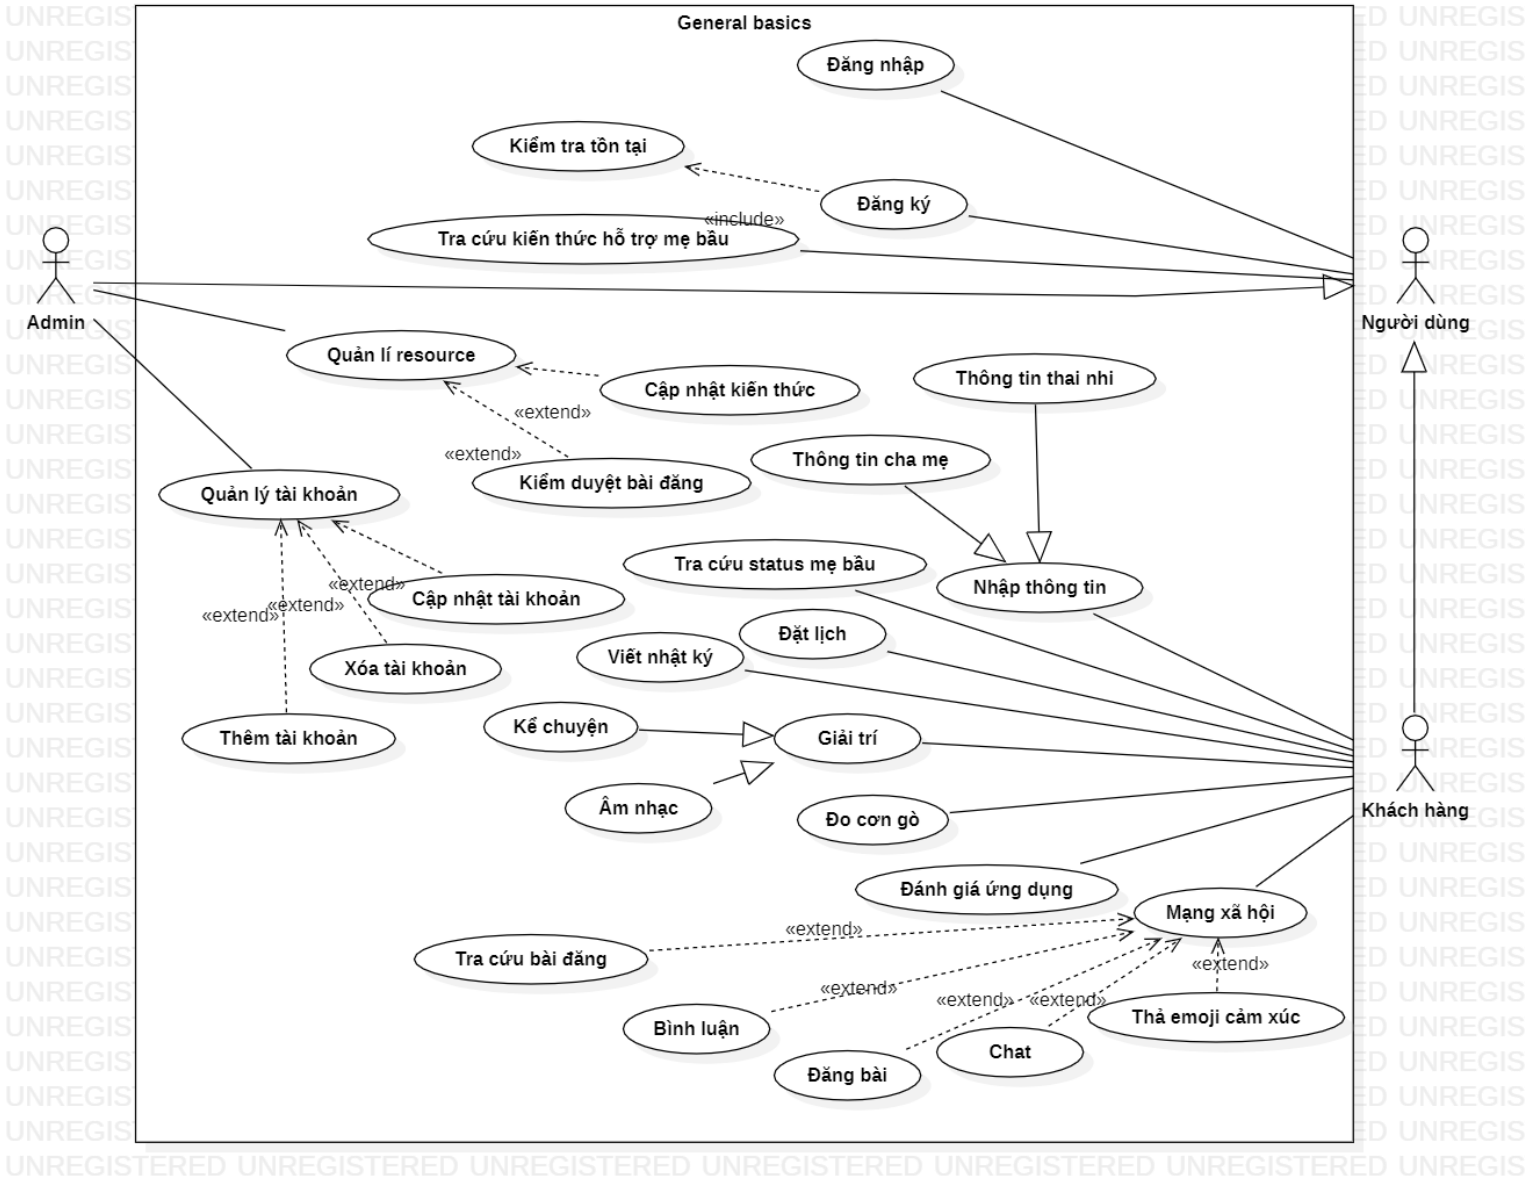 General basics
Đăng nhập
Kiểm tra tồn tại
Đăng ký
«include»
Tra cứu kiến thức hỗ trợ mẹ bầu
Admin
Người dùng
Quản lí resource
Cập nhật kiến thức
Thông tin thai nhi
«extend»
«extend»
Thông tin cha mẹ
Kiểm duyệt bài đăng
Quản lý tài khoản
Tra cứu status mẹ bầu
Nhập thông tin
«extend»
«extend»
«extend»
Cập nhật tài khoản
Đặt lịch
Viết nhật ký
Xóa tài khoản
Kể chuyện
Giải trí
Thêm tài khoản
Âm nhạc
Đo cơn gò
Khách hàng
Đánh giá ứng dụng
Mạng xã hội
«extend»
Tra cứu bài đăng
«extend»
«extend»
«extend»
«extend»
Thả emoji cảm xúc
Bình luận
Chat
Đăng bài
UNREGISTERED UNREGISTERED UNREGISTERED UNREGISTERED UNREGISTERED UNREGISTERED UNREGIS